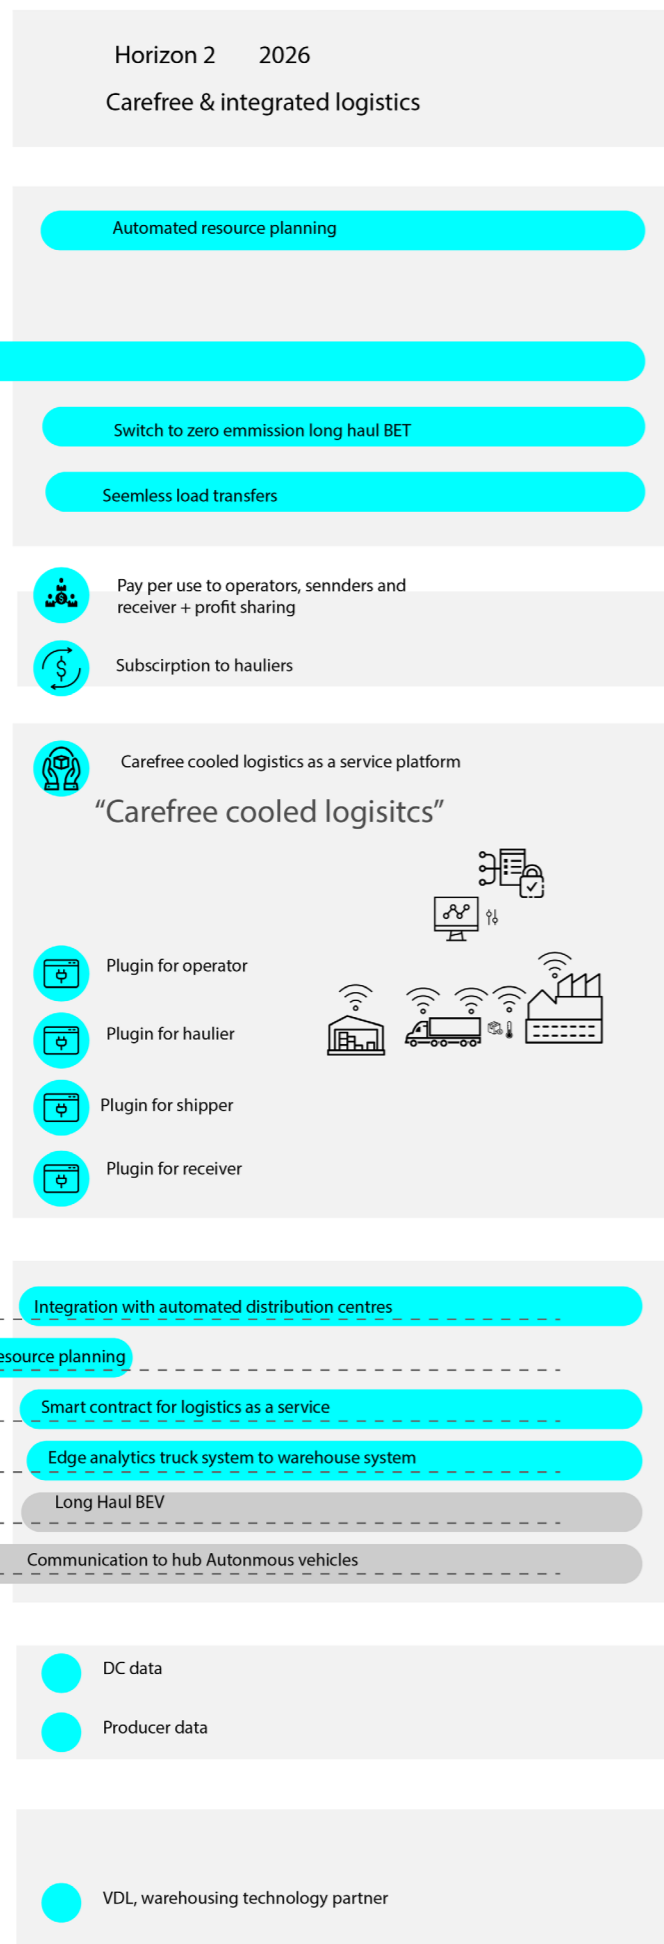 Horizon 2 2026
Carefree & integrated logistics
Automated resource planning
Switch to zero emmission long haul BET
Seemless load transfers
Pay per use to operators, sennders and
receiver + profit sharing
Subscirption to hauliers
Carefree cooled logistics as a service platform
“Carefree cooled logisitcs”
Plugin for operator
Plugin for haulier
Plugin for shipper
Plugin for receiver
Integration with automated distribution centres
esource planning
Smart contract for logistics as a service
Edge analytics truck system to warehouse system
Long Haul BEV
Communication to hub Autonmous vehicles
DC data
Producer data
VDL, warehousing technology partner